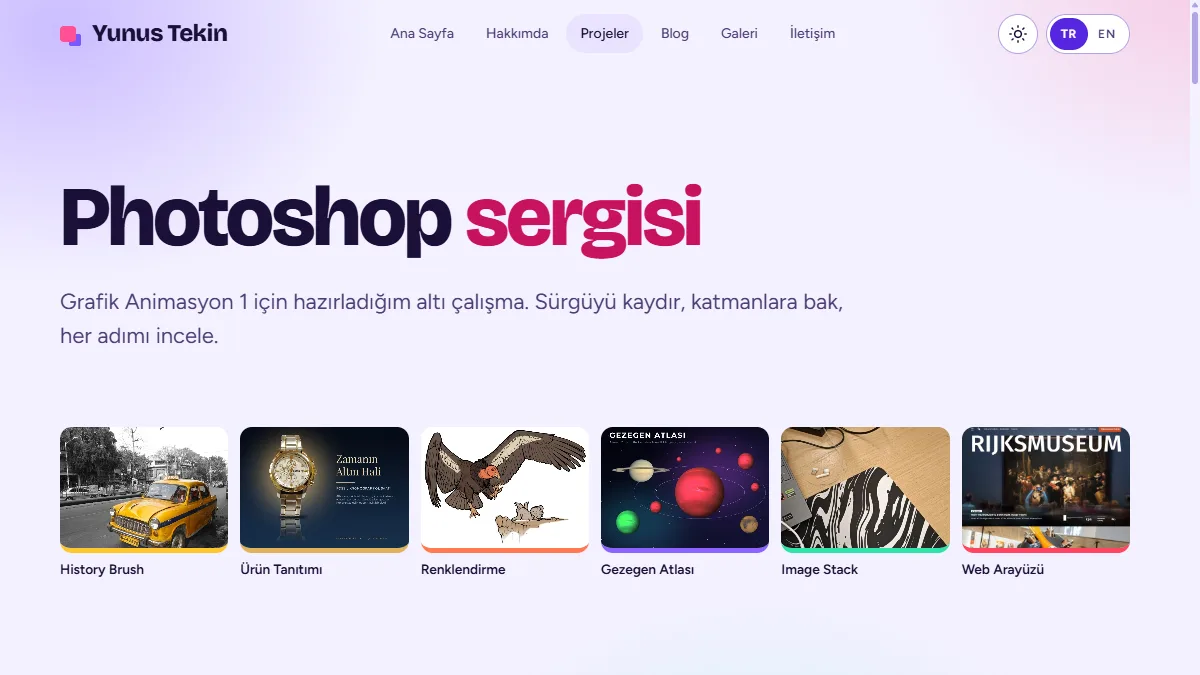 Yunus Tekin
Ana Sayfa
Hakkımda
Projeler
Blog
Galeri
İletişim
TR
EN
Photoshop sergisi
Grafik Animasyon 1 için hazırladığım altı çalışma. Sürgüyü kaydır, katmanlara bak,
her adımı incele.
Zamanın
Altın Hali
GEZEGEN ATLASI
RIJKSMUSEUM
History Brush
Ürün Tanıtımı
Renklendirme
Gezegen Atlası
Image Stack
Web Arayüzü